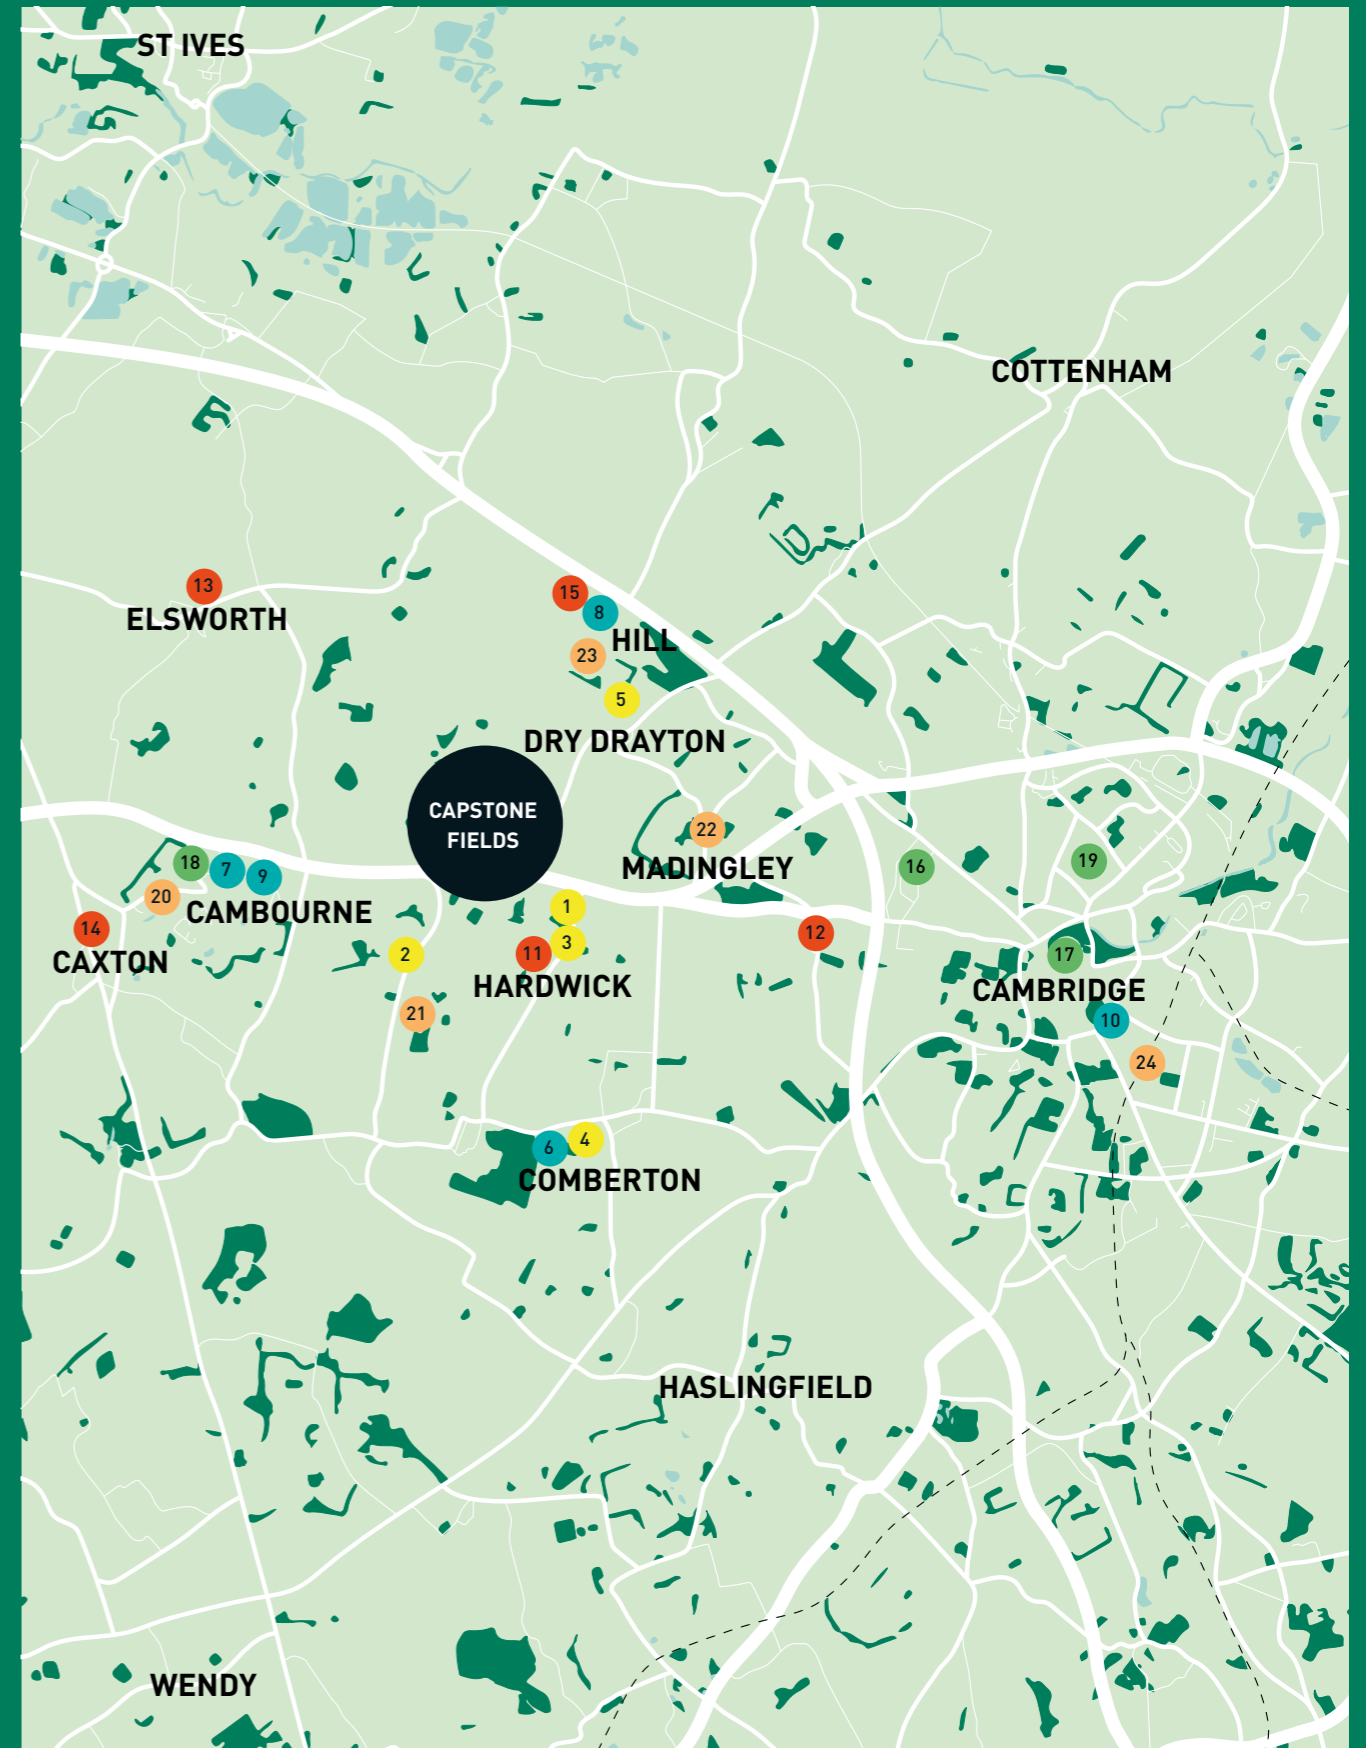 ST IVES
COTTENHAM
13
ELSWORTH
15
8
HILL
23
5
DRY DRAYTON
CAPSTONE
FIELDS
22
MADINGLEY
18
7
9
20
CAMBOURNE
14
CAXTON
2
21
1
3
11
HARDWICK
12
16
19
17
CAMBRIDGE
10
24
6
4
COMBERTON
HASLINGFIELD
WENDY